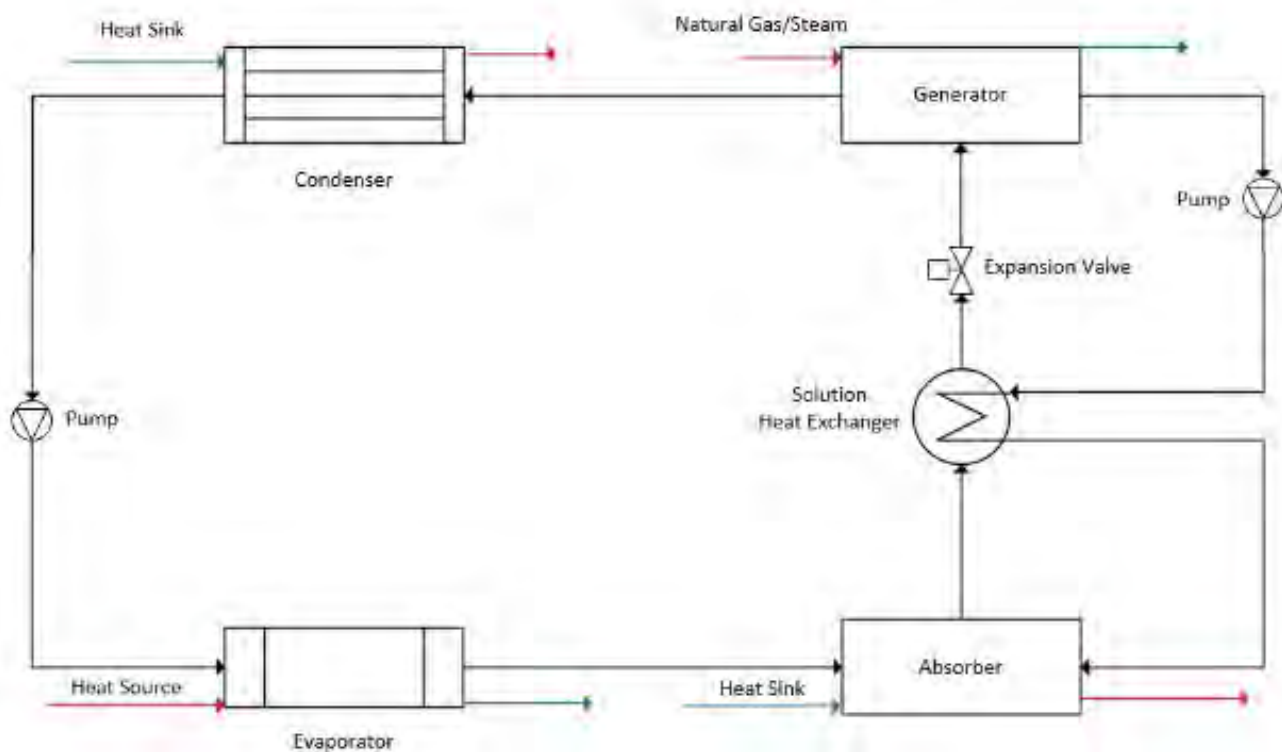 Heat Sink
Natural Gas/Steam
Generator
Condenser
Pump
Expansion Valve
Solution
Heat Exchanger
Pump
Absorber
Heat Source
Heat Sink
Evaporator